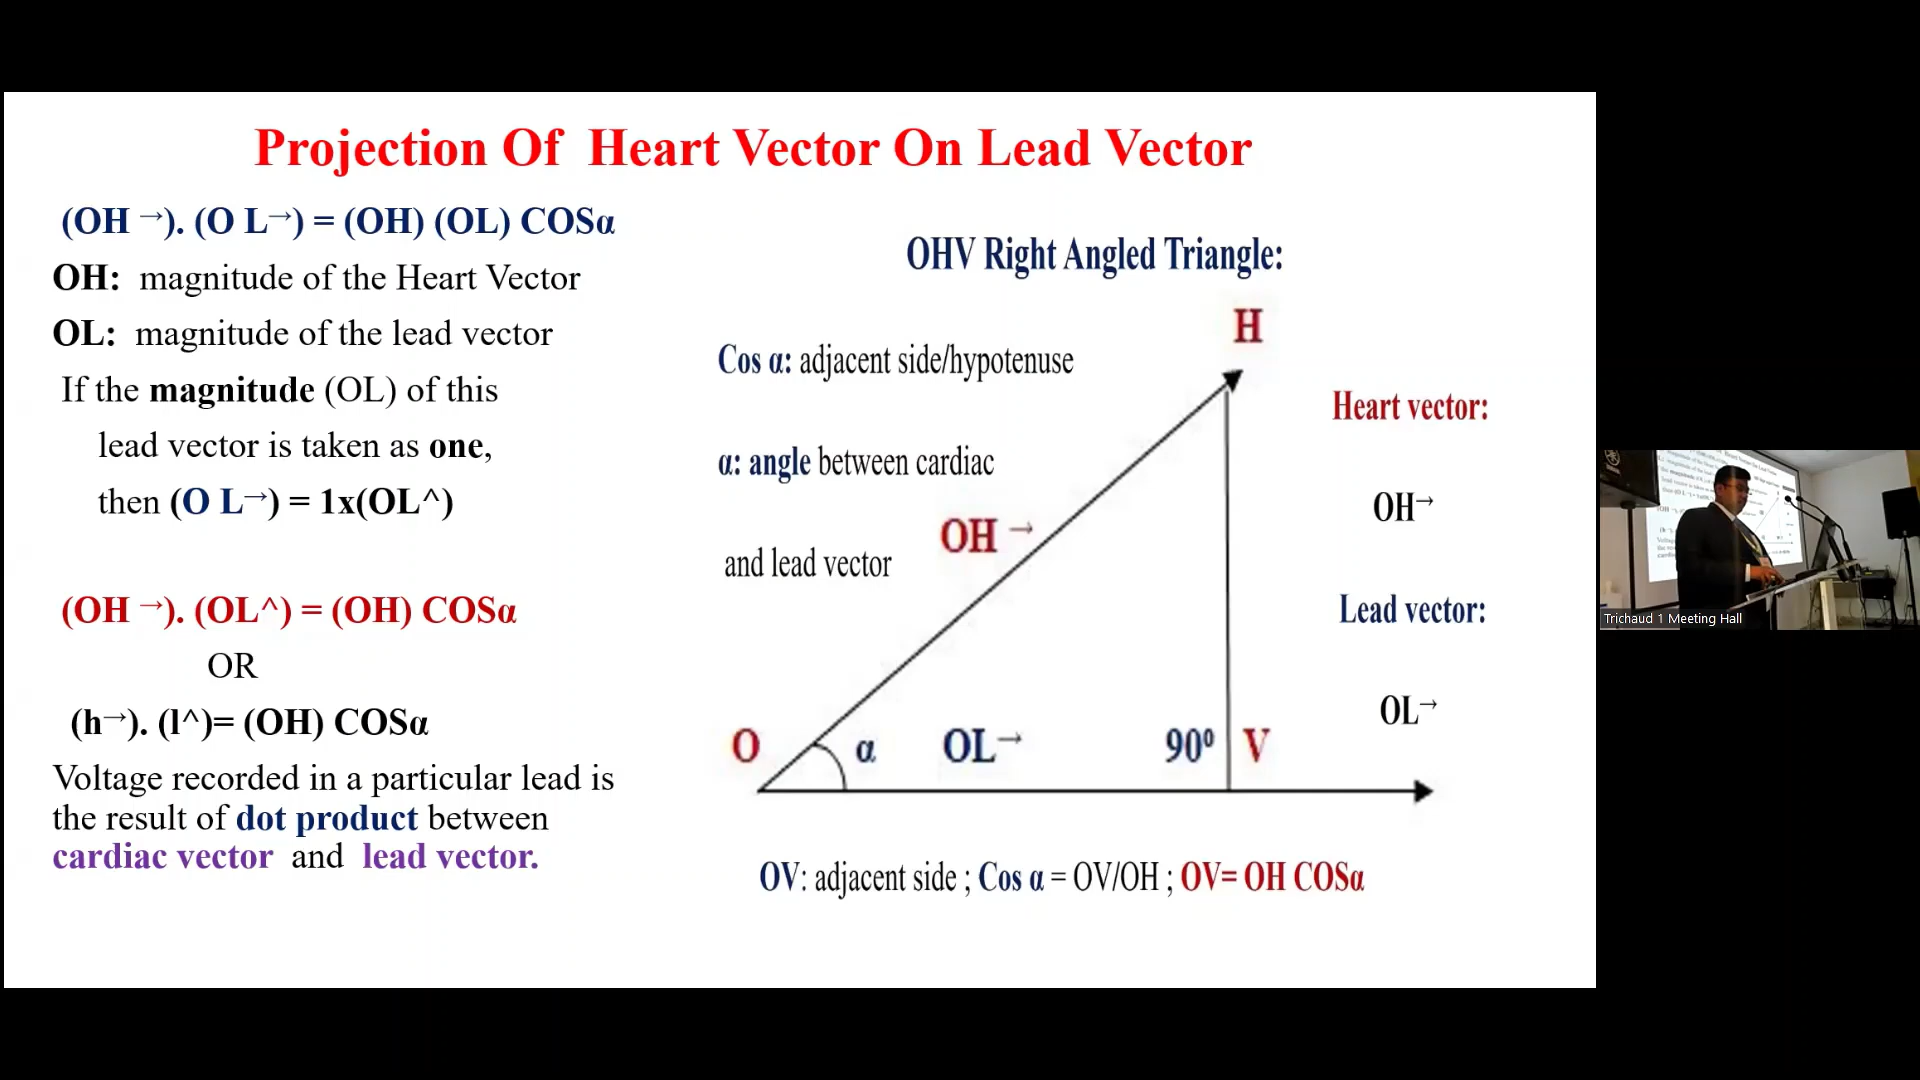 Projection Of Heart Vector On Lead Vector
(OH →). (O L→) = (OH) (OL) COSα
OH: magnitude of the Heart Vector
OL: magnitude of the lead vector
If the magnitude (OL) of this
lead vector is taken as one,
then (O L→) = 1x(OL^)
(OH →). (OL^) = (OH) COSα
OR
(h→). (l^)= (OH) COSα
Voltage recorded in a particular lead is
the result of dot product between
cardiac vector and lead vector.
OHV Right Angled Triangle:
H
Cos α: adjacent side/hypotenuse
α: angle between cardiac
and lead vector
OH →
O
α
OL→
90⁰
V
Heart vector:
OH→
Lead vector:
OL→
OV: adjacent side ; Cos α = OV/OH ; OV= OH COSα
Trichaud 1 Meeting Hall